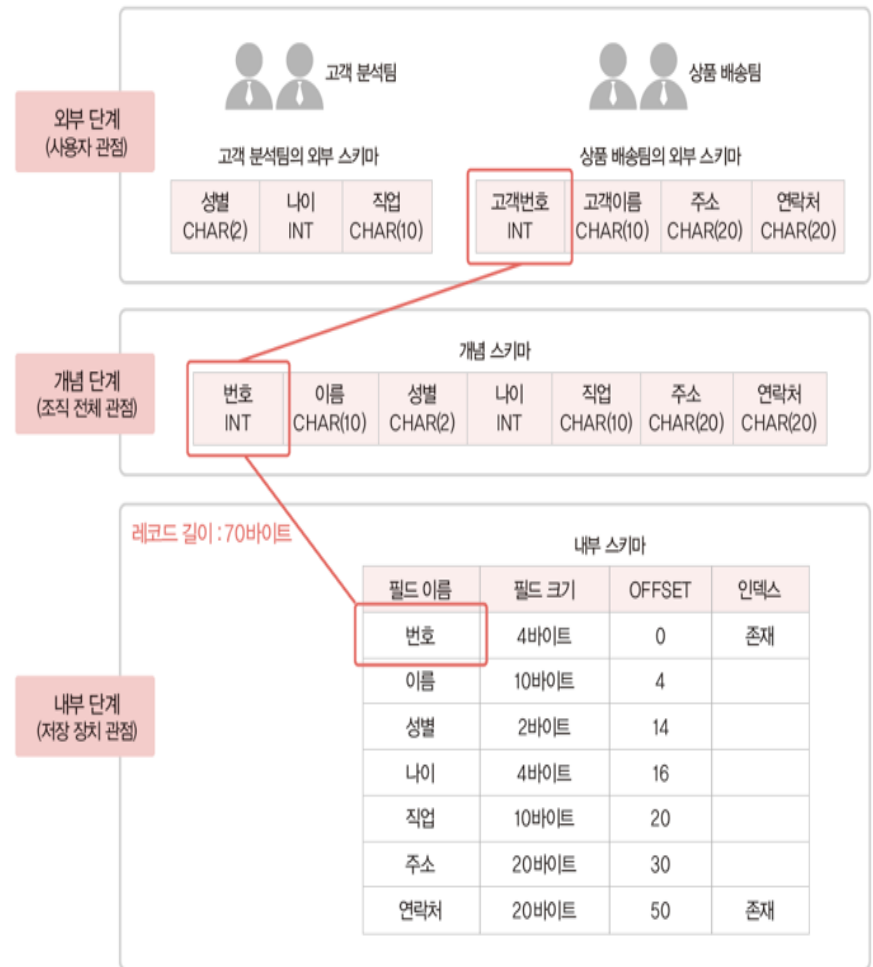 고객 분석팀
상품 배송팀
외부 단계
(사용자 관점)
고객 분석팀의 외부 스키마
상품 배송팀의 외부 스키마
성별 나이 직업
CHAR(2) INT CHAR(10)
고객번호 고객이름 주소 연락처
INT CHAR(10) CHAR(20) CHAR(20)
개념 단계
(조직 전체 관점)
개념 스키마
번호 이름 성별 나이 직업 주소 연락처
INT CHAR(10) CHAR(2) INT CHAR(10) CHAR(20) CHAR(20)
내부 단계
(저장 장치 관점)
레코드 길이 : 70바이트
내부 스키마
필드 이름 필드 크기 OFFSET 인덱스
번호 4바이트 0 존재
이름 10바이트 4
성별 2바이트 14
나이 4바이트 16
직업 10바이트 20
주소 20바이트 30
연락처 20바이트 50 존재